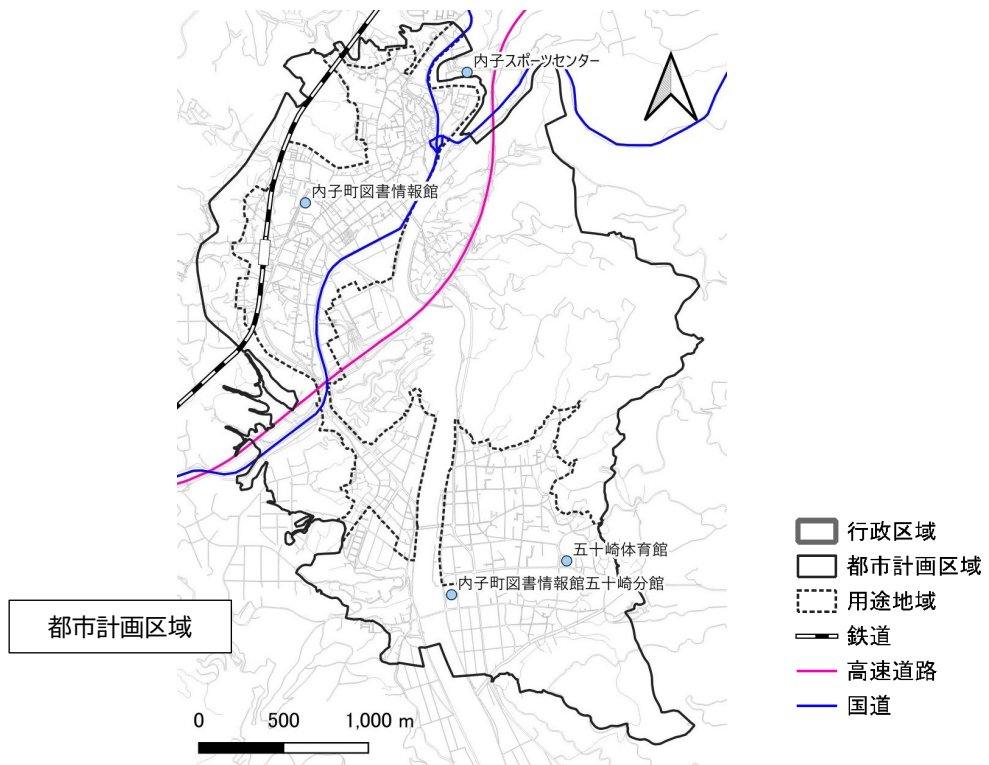 内子スポーツセンター
内子町図書情報館
五十崎体育館
内子町図書情報館五十崎分館
都市計画区域
0 500 1,000 m
行政区域
都市計画区域
用途地域
鉄道
高速道路
国道